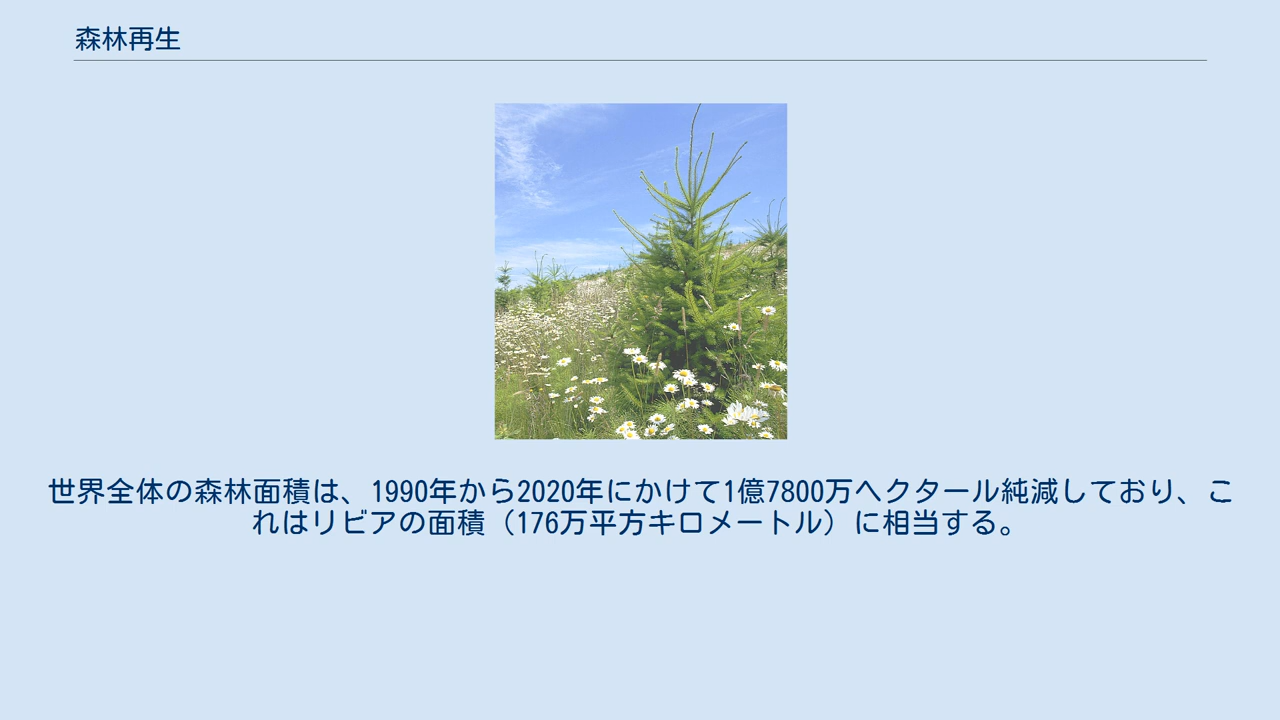 森林再生
世界全体の森林面積は、1990年から2020年にかけて1億7800万ヘクタール純減しており、こ
れはリビアの面積（176万平方キロメートル）に相当する。